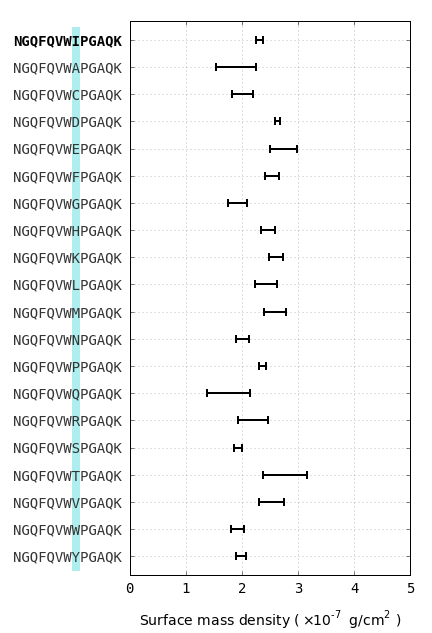 NGQFQVWIPGAQK
NGQFQVWAPGAQK
NGQFQVWCPGAQK
NGQFQVWDPGAQK
NGQFQVWEPGAQK
NGQFQVWFPGAQK
NGQFQVWGPGAQK
NGQFQVWHPGAQK
NGQFQVWKPGAQK
NGQFQVWLPGAQK
NGQFQVWMPGAQK
NGQFQVWNPGAQK
NGQFQVWPPGAQK
NGQFQVWQPGAQK
NGQFQVWRPGAQK
NGQFQVWSPGAQK
NGQFQVWTPGAQK
NGQFQVWVPGAQK
NGQFQVWWPGAQK
NGQFQVWYPGAQK
0 1 2 3 4 5
Surface mass density ( ×10⁻⁷ g/cm² )